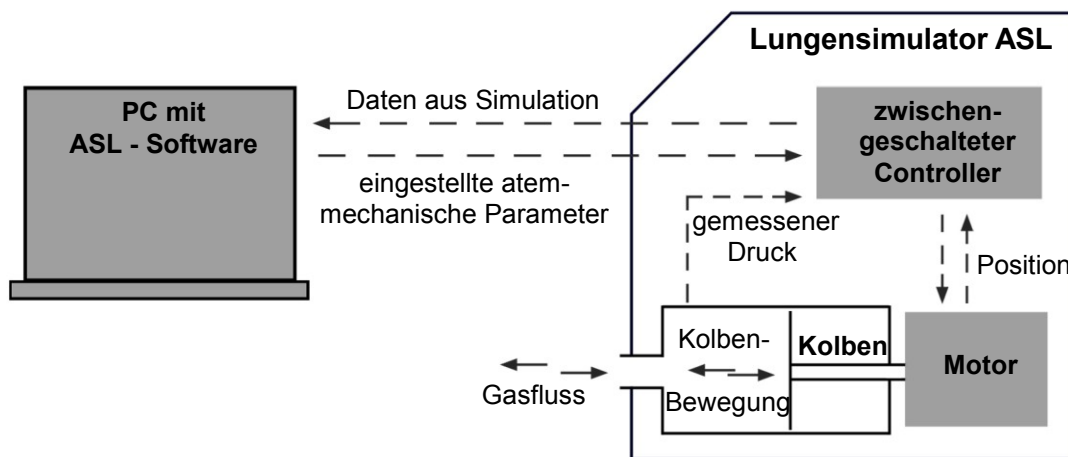 Lungensimulator ASL
PC mit
ASL - Software
Daten aus Simulation
eingestellte atem-
mechanische Parameter
zwischen-
geschalteter
Controller
gemessener
Druck
Position
Gasfluss
Kolben-
Bewegung
Kolben
Motor